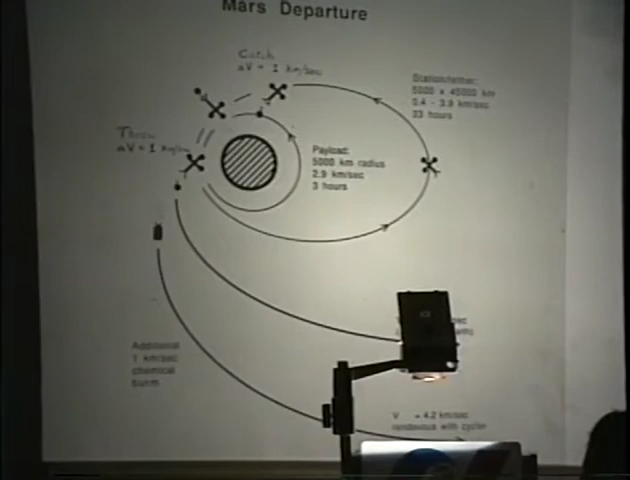 Mars Departure
Catch
ΔV = 1 km/sec
Station/tether:
5000 x 45000 km
0.4 - 3.9 km/sec
33 hours
Throw
ΔV = 1 km/
Payload:
5000 km radius
2.9 km/sec
3 hours
Additional
1 km/sec
chemical
burn
V = 4.2 km/sec
rendezvous with cycler